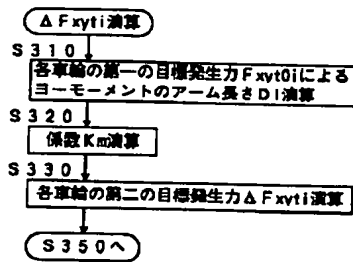 ΔFxyti演算
S310
各車輪の第一の目標発生力Fxyt0iによる
ヨーモーメントのアーム長さDi演算
S320
係数Km演算
S330
各車輪の第二の目標発生力ΔFxyti演算
S350へ